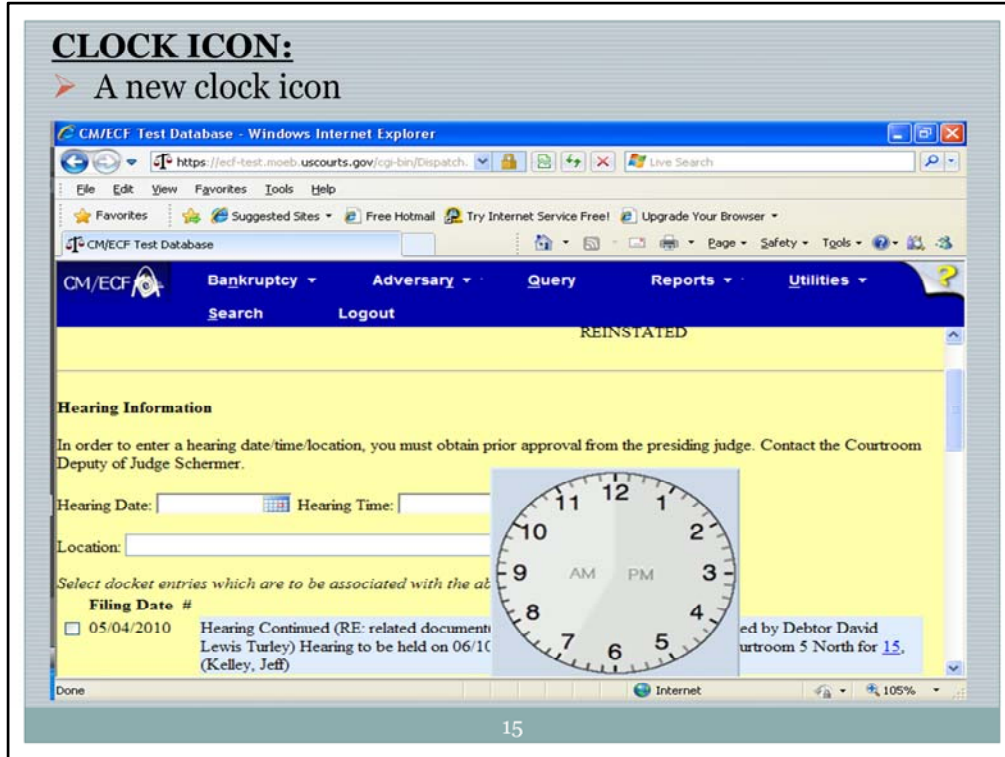 CLOCK ICON:
➢ A new clock icon
CM/ECF Test Database - Windows Internet Explorer
https://ecf-test.moeb.uscourts.gov/cgi-bin/Dispatch. Live Search
File Edit View Favorites Tools Help
Favorites Suggested Sites Free Hotmail Try Internet Service Free! Upgrade Your Browser
CM/ECF Test Database Page Safety Tools
CM/ECF Bankruptcy Adversary Query Reports Utilities ?
Search Logout
REINSTATED
Hearing Information
In order to enter a hearing date/time/location, you must obtain prior approval from the presiding judge. Contact the Courtroom
Deputy of Judge Schermer.
Hearing Date: Hearing Time:
Location:
Select docket entries which are to be associated with the ab
Filing Date #
05/04/2010 Hearing Continued (RE: related document ed by Debtor David
Lewis Turley) Hearing to be held on 06/10 urtroom 5 North for 15,
(Kelley, Jeff)
12
11 1
10 2
9 AM PM 3
8 4
7 6 5
Done Internet 105%
15